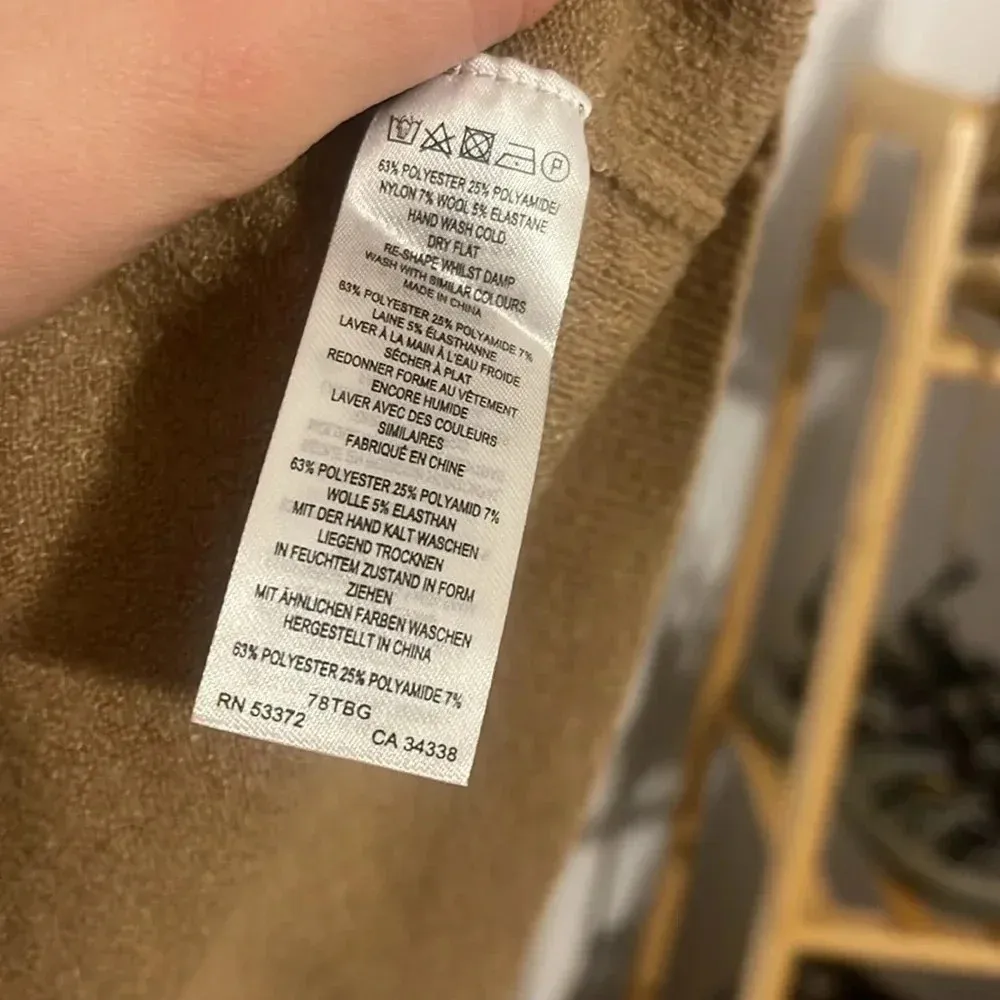 P
63% POLYESTER 25% POLYAMIDE/
NYLON 7% WOOL 5% ELASTANE
HAND WASH COLD
DRY FLAT
RE-SHAPE WHILST DAMP
WASH WITH SIMILAR COLOURS
MADE IN CHINA
63% POLYESTER 25% POLYAMIDE 7%
LAINE 5% ÉLASTHANNE
LAVER À LA MAIN À L'EAU FROIDE
SÉCHER À PLAT
REDONNER FORME AU VÊTEMENT
ENCORE HUMIDE
LAVER AVEC DES COULEURS
SIMILAIRES
FABRIQUÉ EN CHINE
63% POLYESTER 25% POLYAMID 7%
WOLLE 5% ELASTHAN
MIT DER HAND KALT WASCHEN
LIEGEND TROCKNEN
IN FEUCHTEM ZUSTAND IN FORM
ZIEHEN
MIT ÄHNLICHEN FARBEN WASCHEN
HERGESTELLT IN CHINA
63% POLYESTER 25% POLYAMIDE 7%
78TBG
RN 53372
CA 34338